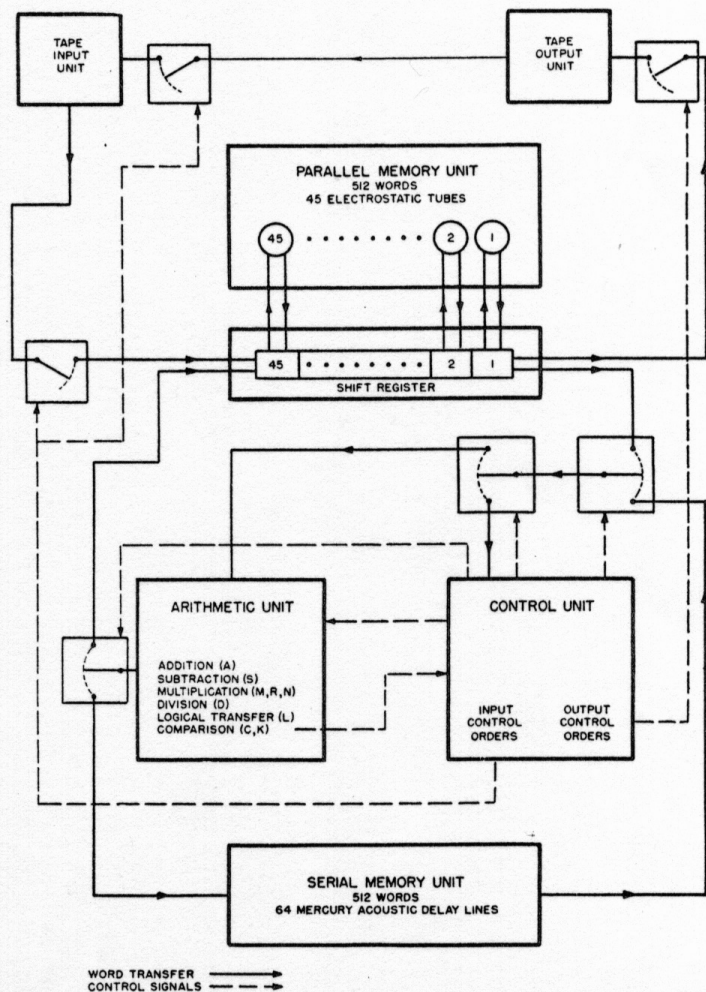 TAPE
INPUT
UNIT
TAPE
OUTPUT
UNIT
PARALLEL MEMORY UNIT
512 WORDS
45 ELECTROSTATIC TUBES
45 2 1
45 2 1
SHIFT REGISTER
ARITHMETIC UNIT
ADDITION (A)
SUBTRACTION (S)
MULTIPLICATION (M,R,N)
DIVISION (D)
LOGICAL TRANSFER (L)
COMPARISON (C,K)
CONTROL UNIT
INPUT
CONTROL
ORDERS
OUTPUT
CONTROL
ORDERS
SERIAL MEMORY UNIT
512 WORDS
64 MERCURY ACOUSTIC DELAY LINES
WORD TRANSFER
CONTROL SIGNALS